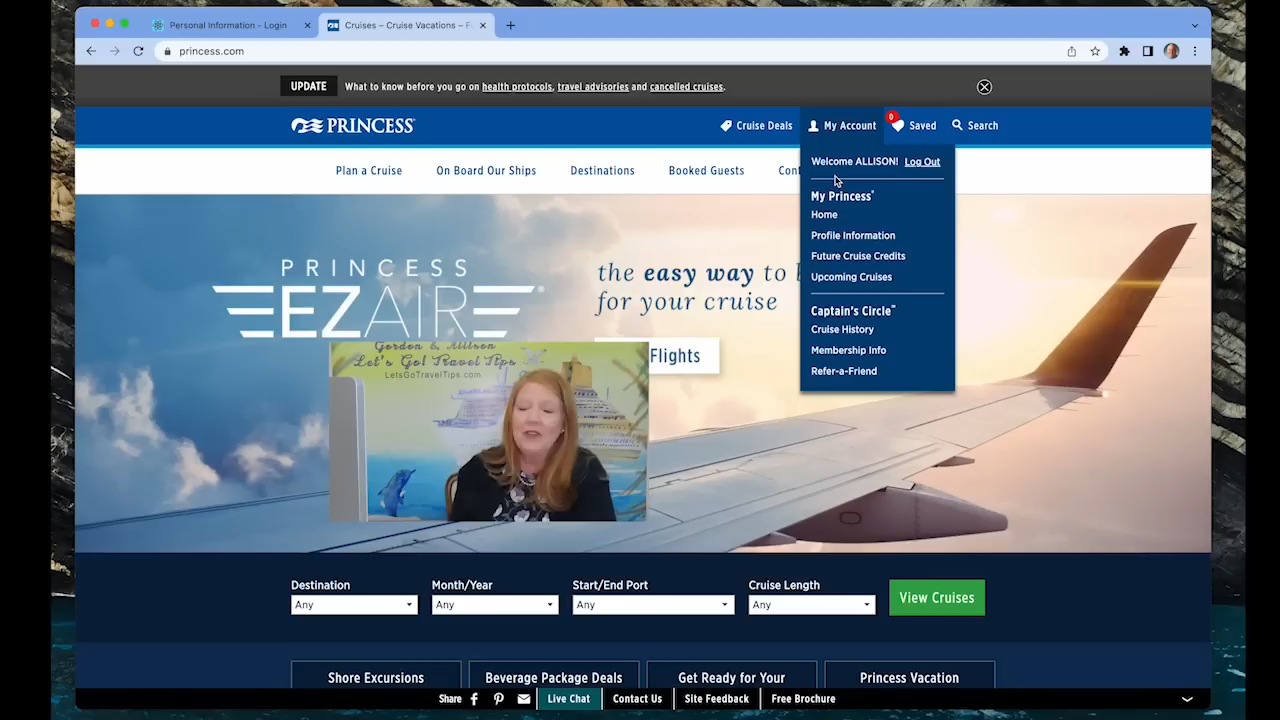 Personal Information - Login
Cruises – Cruise Vacations –
princess.com
UPDATE
What to know before you go on health protocols, travel advisories and cancelled cruises.
PRINCESS
Cruise Deals
My Account
0
Saved
Search
Plan a Cruise
On Board Our Ships
Destinations
Booked Guests
Welcome ALLISON! Log Out
My Princess®
Home
Profile Information
Future Cruise Credits
Upcoming Cruises
Captain's Circle™
Cruise History
Membership Info
Refer-a-Friend
PRINCESS
EZAIR®
the easy way to
for your cruise
Flights
Gordon & Allison
Let's Go! Travel Tips
LetsGoTravelTips.com
Destination
Month/Year
Start/End Port
Cruise Length
Any
Any
Any
Any
View Cruises
Shore Excursions
Beverage Package Deals
Get Ready for Your
Princess Vacation
Share
Live Chat
Contact Us
Site Feedback
Free Brochure